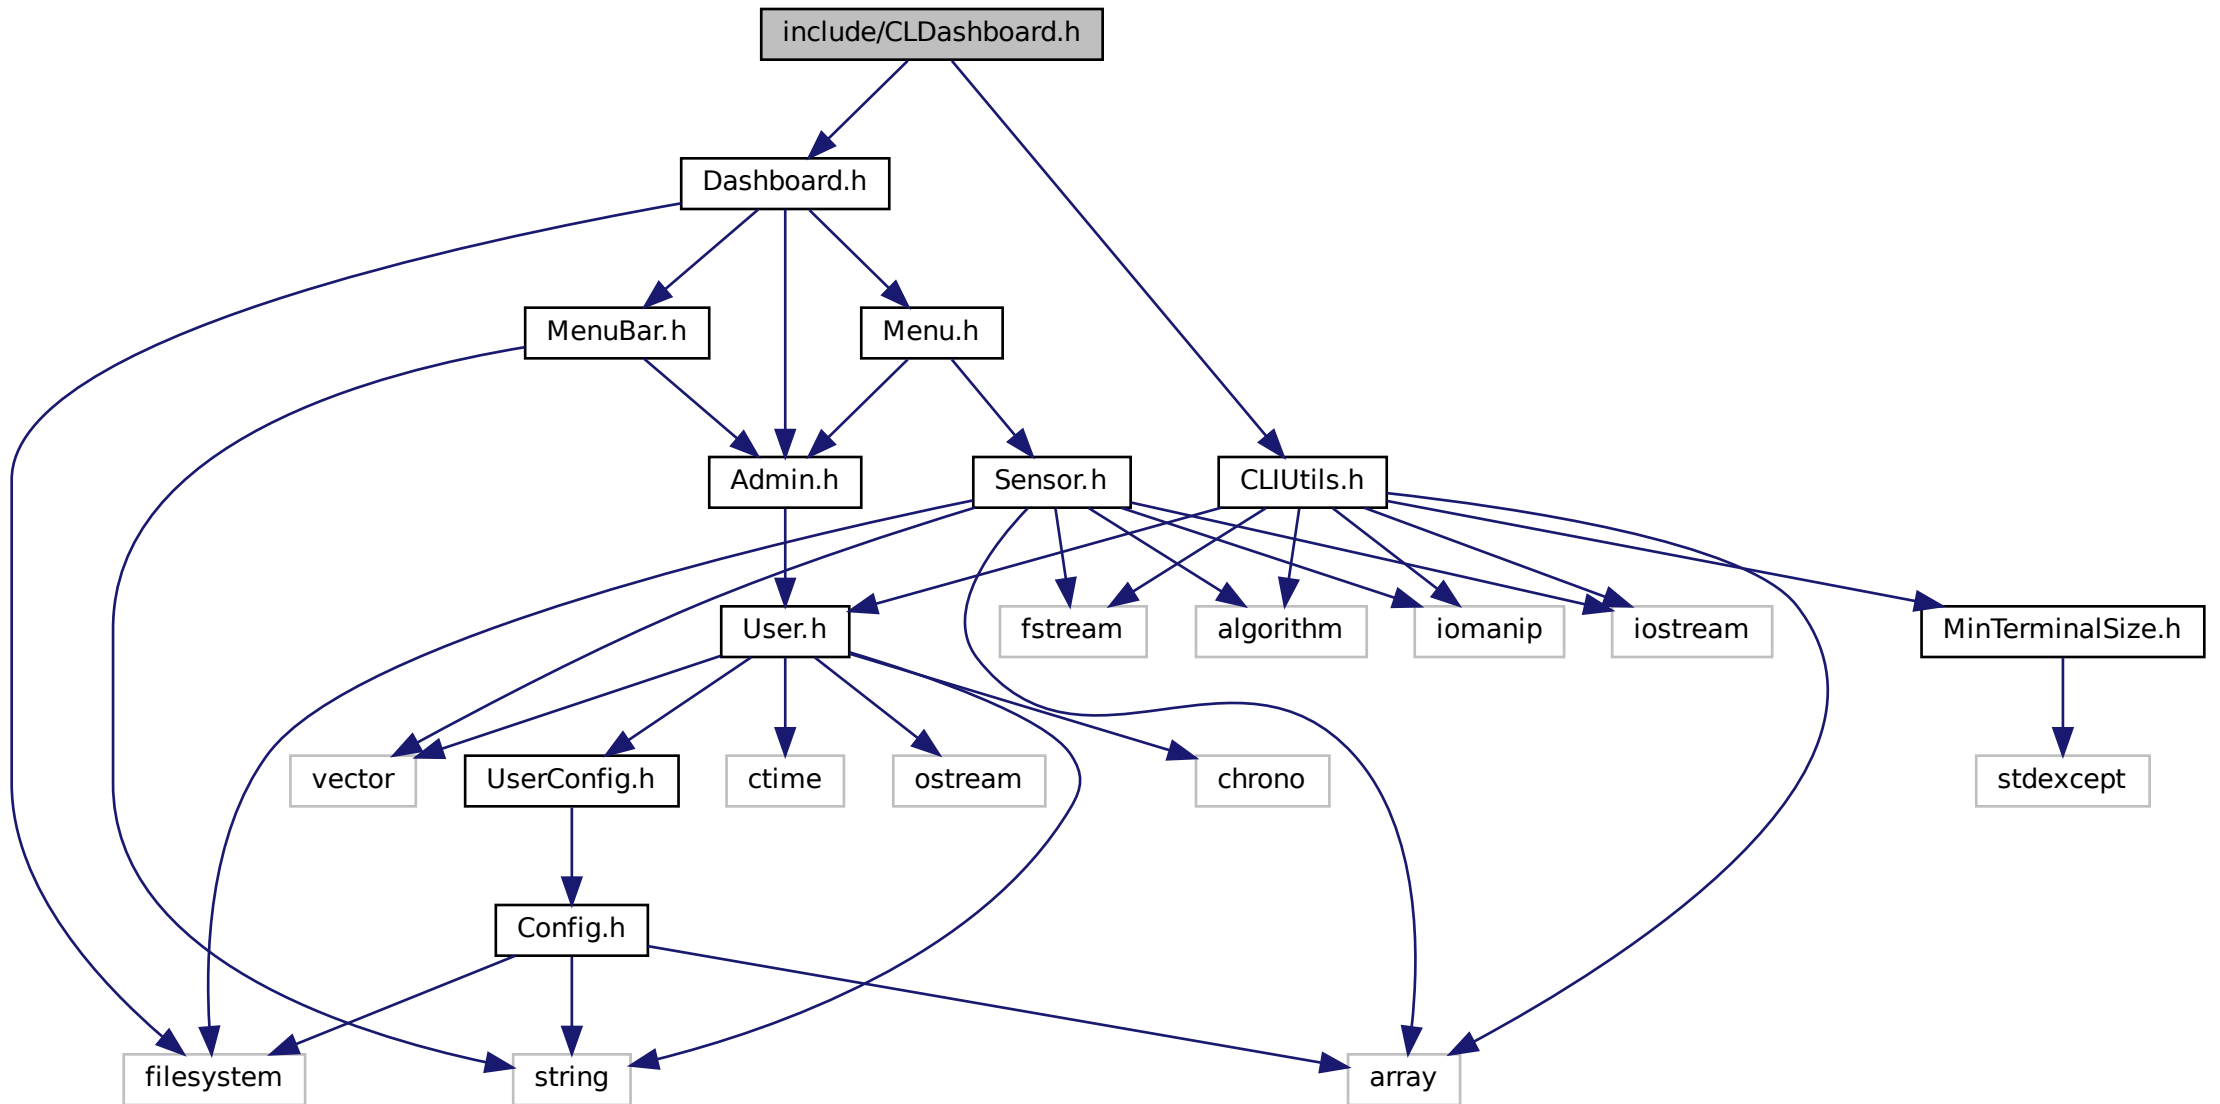 include/CLDashboard.h
Dashboard.h
MenuBar.h
Menu.h
Admin.h
Sensor.h
CLIUtils.h
User.h
fstream
algorithm
iomanip
iostream
MinTerminalSize.h
vector
UserConfig.h
ctime
ostream
chrono
stdexcept
Config.h
filesystem
string
array